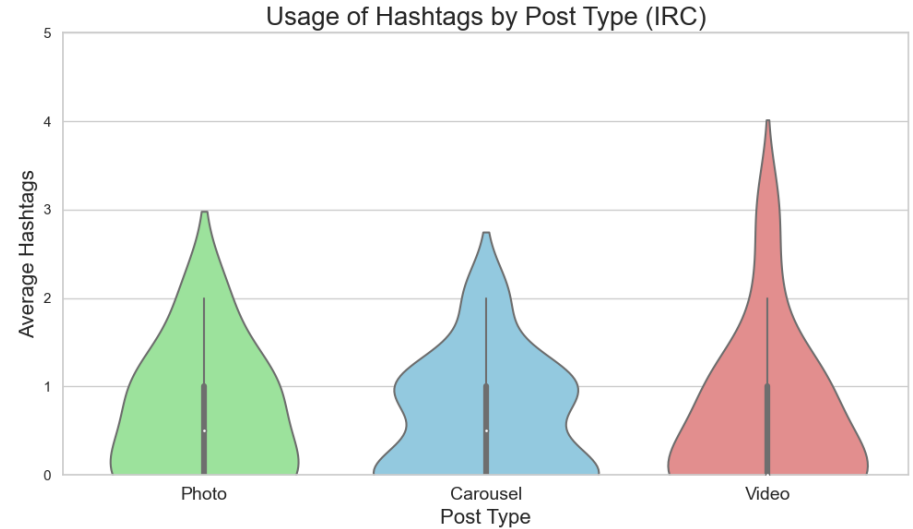 Usage of Hashtags by Post Type (IRC)
5
4
3
2
1
0
Average Hashtags
Photo
Carousel
Video
Post Type